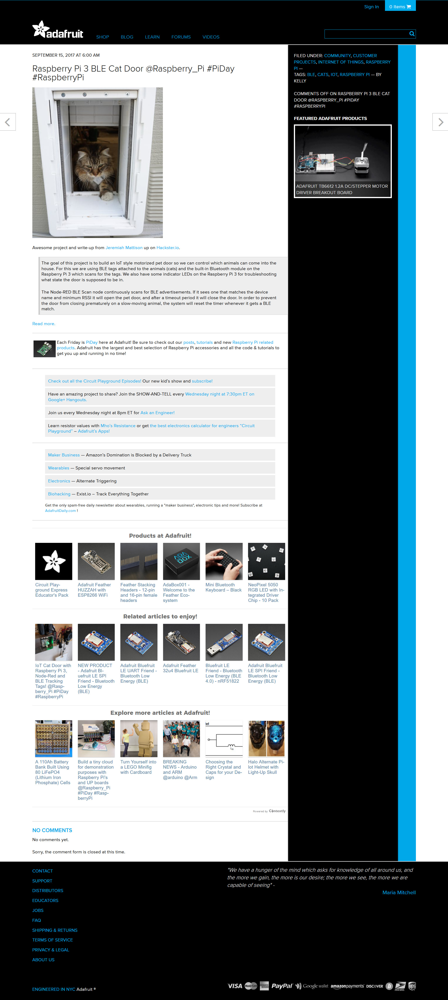 Sign In
0 Items
adafruit
SHOP BLOG LEARN FORUMS VIDEOS
SEPTEMBER 15, 2017 AT 6:00 AM
Raspberry Pi 3 BLE Cat Door @Raspberry_Pi #PiDay
#RaspberryPi
Awesome project and write-up from Jeremiah Mattison up on Hackster.io.
The goal of this project is to build an IoT style motorized pet door so we can control which animals can come into the
house. For this we are using BLE tags attached to the animals (cats) and the built-in Bluetooth module on the
Raspberry Pi 3 which scans for the tags. We also have some indicator LEDs on the Raspberry Pi 3 for troubleshooting
what state the door is supposed to be in.
The Node-RED BLE Scan node continuously scans for BLE advertisements. If it sees one that matches the device
name and minimum RSSI it will open the pet door, and after a timeout period it will close the door. In order to prevent
the door from closing prematurely on a slow-moving animal, the system will reset the timer whenever it gets a BLE
match.
Read more.
Each Friday is PiDay here at Adafruit! Be sure to check out our posts, tutorials and new Raspberry Pi related
products. Adafruit has the largest and best selection of Raspberry Pi accessories and all the code & tutorials to
get you up and running in no time!
Check out all the Circuit Playground Episodes! Our new kid's show and subscribe!
Have an amazing project to share? Join the SHOW-AND-TELL every Wednesday night at 7:30pm ET on
Google+ Hangouts.
Join us every Wednesday night at 8pm ET for Ask an Engineer!
Learn resistor values with Mho's Resistance or get the best electronics calculator for engineers “Circuit
Playground” – Adafruit's Apps!
Maker Business — Amazon's Domination is Blocked by a Delivery Truck
Wearables — Special servo movement
Electronics — Alternate Triggering
Biohacking — Exist.io – Track Everything Together
Get the only spam-free daily newsletter about wearables, running a "maker business", electronic tips and more! Subscribe at
AdafruitDaily.com !
FILED UNDER: COMMUNITY, CUSTOMER
PROJECTS, INTERNET OF THINGS, RASPBERRY
PI —
TAGS: BLE, CATS, IOT, RASPBERRY PI — BY
KELLY
COMMENTS OFF ON RASPBERRY PI 3 BLE CAT
DOOR @RASPBERRY_PI #PIDAY
#RASPBERRYPI
FEATURED ADAFRUIT PRODUCTS
ADAFRUIT TB6612 1.2A DC/STEPPER MOTOR
DRIVER BREAKOUT BOARD
Products at Adafruit!
ADA
BOX
Circuit Play-
ground Express
Educator's Pack
Adafruit Feather
HUZZAH with
ESP8266 WiFi
Feather Stacking
Headers - 12-pin
and 16-pin female
headers
AdaBox001 -
Welcome to the
Feather Eco-
system
Mini Bluetooth
Keyboard – Black
NeoPixel 5050
RGB LED with In-
tegrated Driver
Chip - 10 Pack
Related articles to enjoy!
IoT Cat Door with
Raspberry Pi 3,
Node-Red and
BLE Tracking
Tags! @Rasp-
berry_Pi #PiDay
#RaspberryPi
NEW PRODUCT
- Adafruit Bl-
uefruit LE SPI
Friend - Bluetooth
Low Energy
(BLE)
Adafruit Bluefruit
LE UART Friend -
Bluetooth Low
Energy (BLE)
Adafruit Feather
32u4 Bluefruit LE
Bluefruit LE
Friend - Bluetooth
Low Energy (BLE
4.0) - nRF51822
Adafruit Bluefruit
LE SPI Friend -
Bluetooth Low
Energy (BLE)
Explore more articles at Adafruit!
A 110Ah Battery
Bank Built Using
80 LiFePO4
(Lithium Iron
Phosphate) Cells
Build a tiny cloud
for demonstration
purposes with
Raspberry Pi's
and UP boards
@Raspberry_Pi
#PiDay #Rasp-
berryPi
Turn Yourself into
a LEGO Minifig
with Cardboard
BREAKING
NEWS - Arduino
and ARM
@arduino @Arm
Choosing the
Right Crystal and
Caps for your De-
sign
Halo Alternate Pi-
lot Helmet with
Light-Up Skull
Powered by Contextly
NO COMMENTS
No comments yet.
Sorry, the comment form is closed at this time.
CONTACT
SUPPORT
DISTRIBUTORS
EDUCATORS
JOBS
FAQ
SHIPPING & RETURNS
TERMS OF SERVICE
PRIVACY & LEGAL
ABOUT US
"We have a hunger of the mind which asks for knowledge of all around us, and
the more we gain, the more is our desire; the more we see, the more we are
capable of seeing" -
Maria Mitchell
ENGINEERED IN NYC Adafruit ®
VISA MasterCard PayPal Google wallet amazonpayments DISCOVER ups